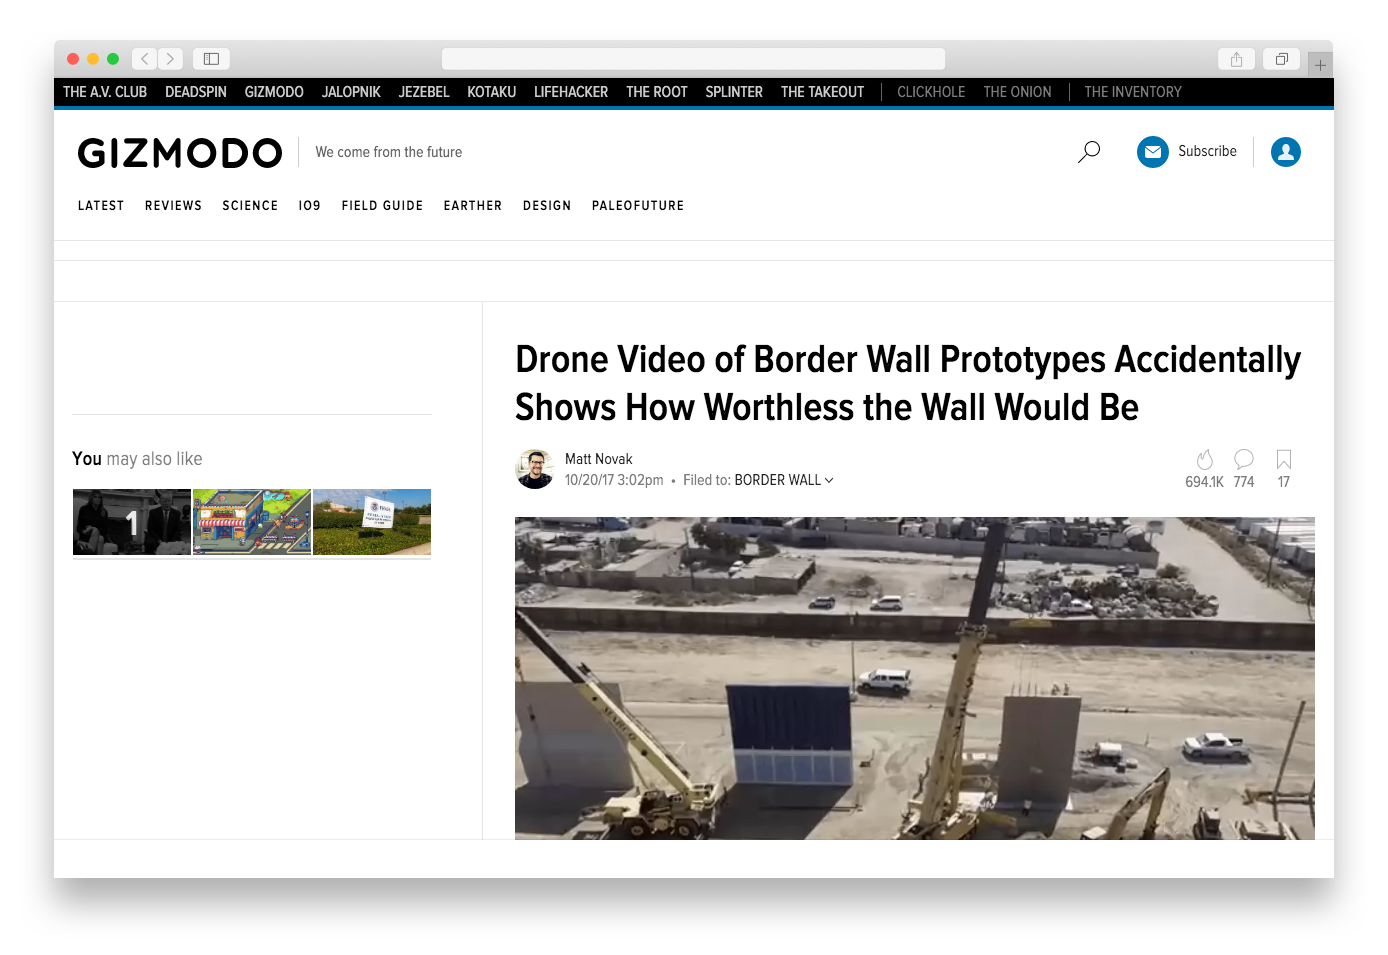 THE A.V. CLUB DEADSPIN GIZMODO JALOPNIK JEZEBEL KOTAKU LIFEHACKER THE ROOT SPLINTER THE TAKEOUT CLICKHOLE THE ONION THE INVENTORY
GIZMODO We come from the future Subscribe
LATEST REVIEWS SCIENCE IO9 FIELD GUIDE EARTHER DESIGN PALEOFUTURE
Drone Video of Border Wall Prototypes Accidentally
Shows How Worthless the Wall Would Be
Matt Novak
10/20/17 3:02pm • Filed to: BORDER WALL
694.1K 774 17
You may also like
1
MARCO